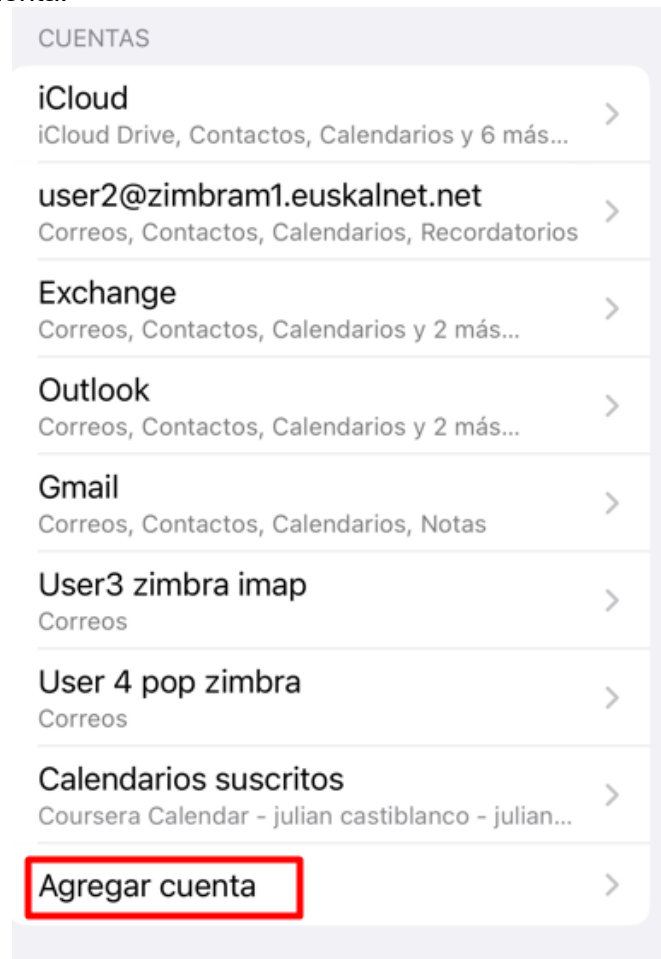 CUENTAS
iCloud
iCloud Drive, Contactos, Calendarios y 6 más...
user2@zimbram1.euskalnet.net
Correos, Contactos, Calendarios, Recordatorios
Exchange
Correos, Contactos, Calendarios y 2 más...
Outlook
Correos, Contactos, Calendarios y 2 más...
Gmail
Correos, Contactos, Calendarios, Notas
User3 zimbra imap
Correos
User 4 pop zimbra
Correos
Calendarios suscritos
Coursera Calendar - julian castiblanco - julian...
Agregar cuenta